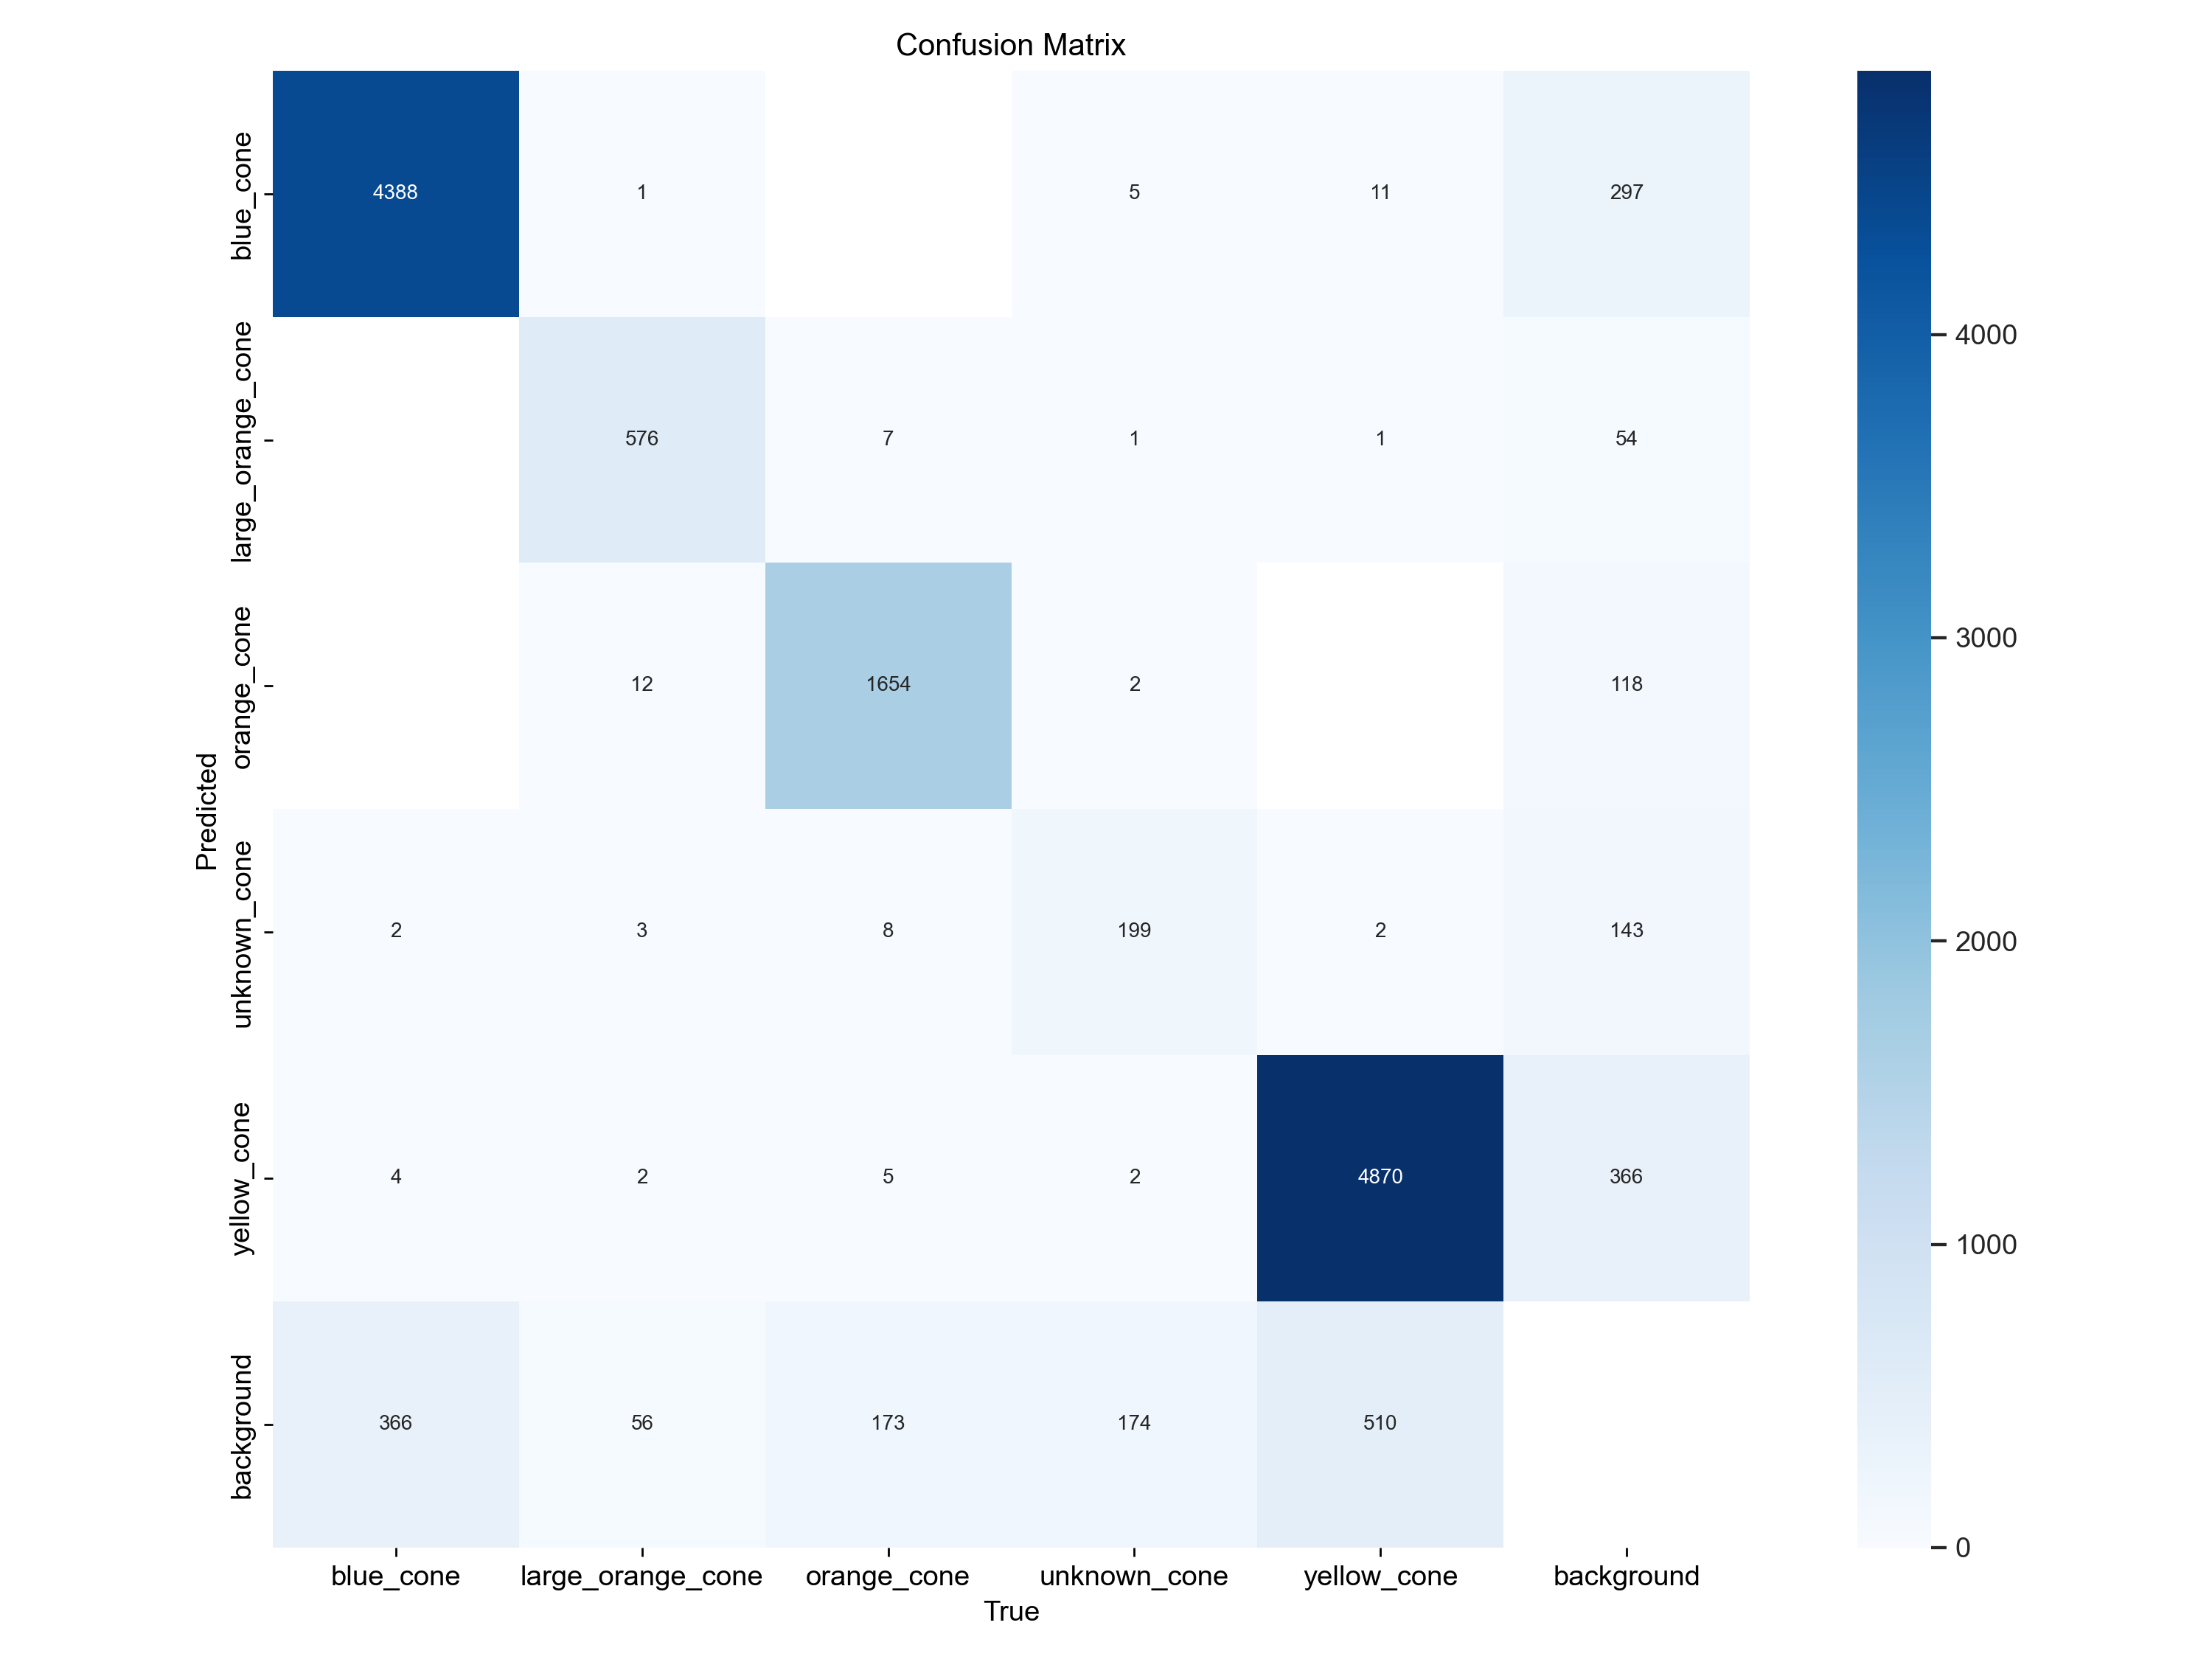 Confusion Matrix
Predicted
blue_cone 4388 1 5 11 297
large_orange_cone 576 7 1 1 54
orange_cone 12 1654 2 118
unknown_cone 2 3 8 199 2 143
yellow_cone 4 2 5 2 4870 366
background 366 56 173 174 510
blue_cone large_orange_cone orange_cone unknown_cone yellow_cone background
True
4000
3000
2000
1000
0